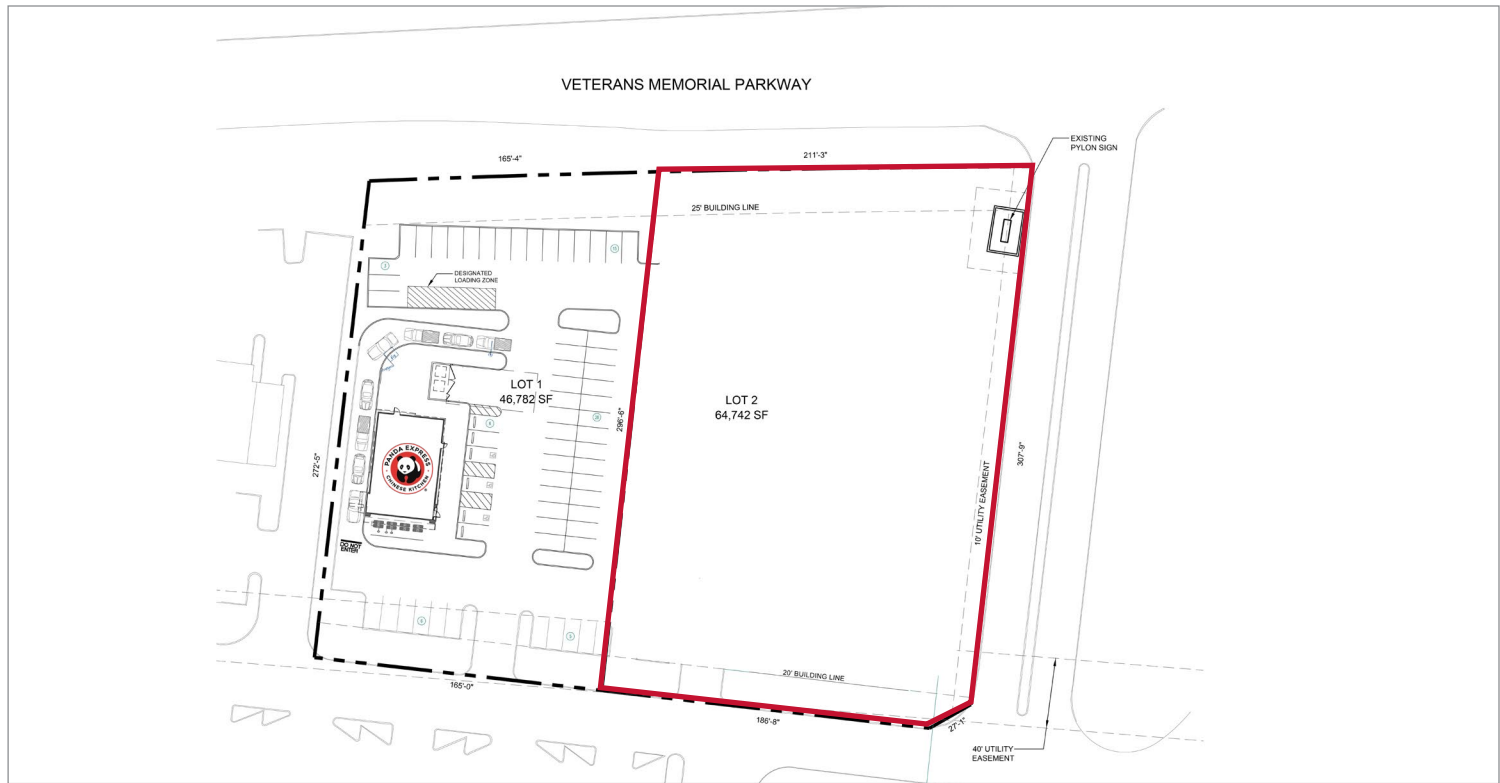 VETERANS MEMORIAL PARKWAY
EXISTING
PYLON SIGN
165'-4"
211'-3"
25' BUILDING LINE
DESIGNATED
LOADING ZONE
LOT 1
46,782 SF
LOT 2
64,742 SF
296'-6"
307'-9"
272'-5"
PANDA EXPRESS
CHINESE KITCHEN
10' UTILITY EASEMENT
DO NOT
ENTER
20' BUILDING LINE
165'-0"
186'-8"
27'-1"
40' UTILITY
EASEMENT